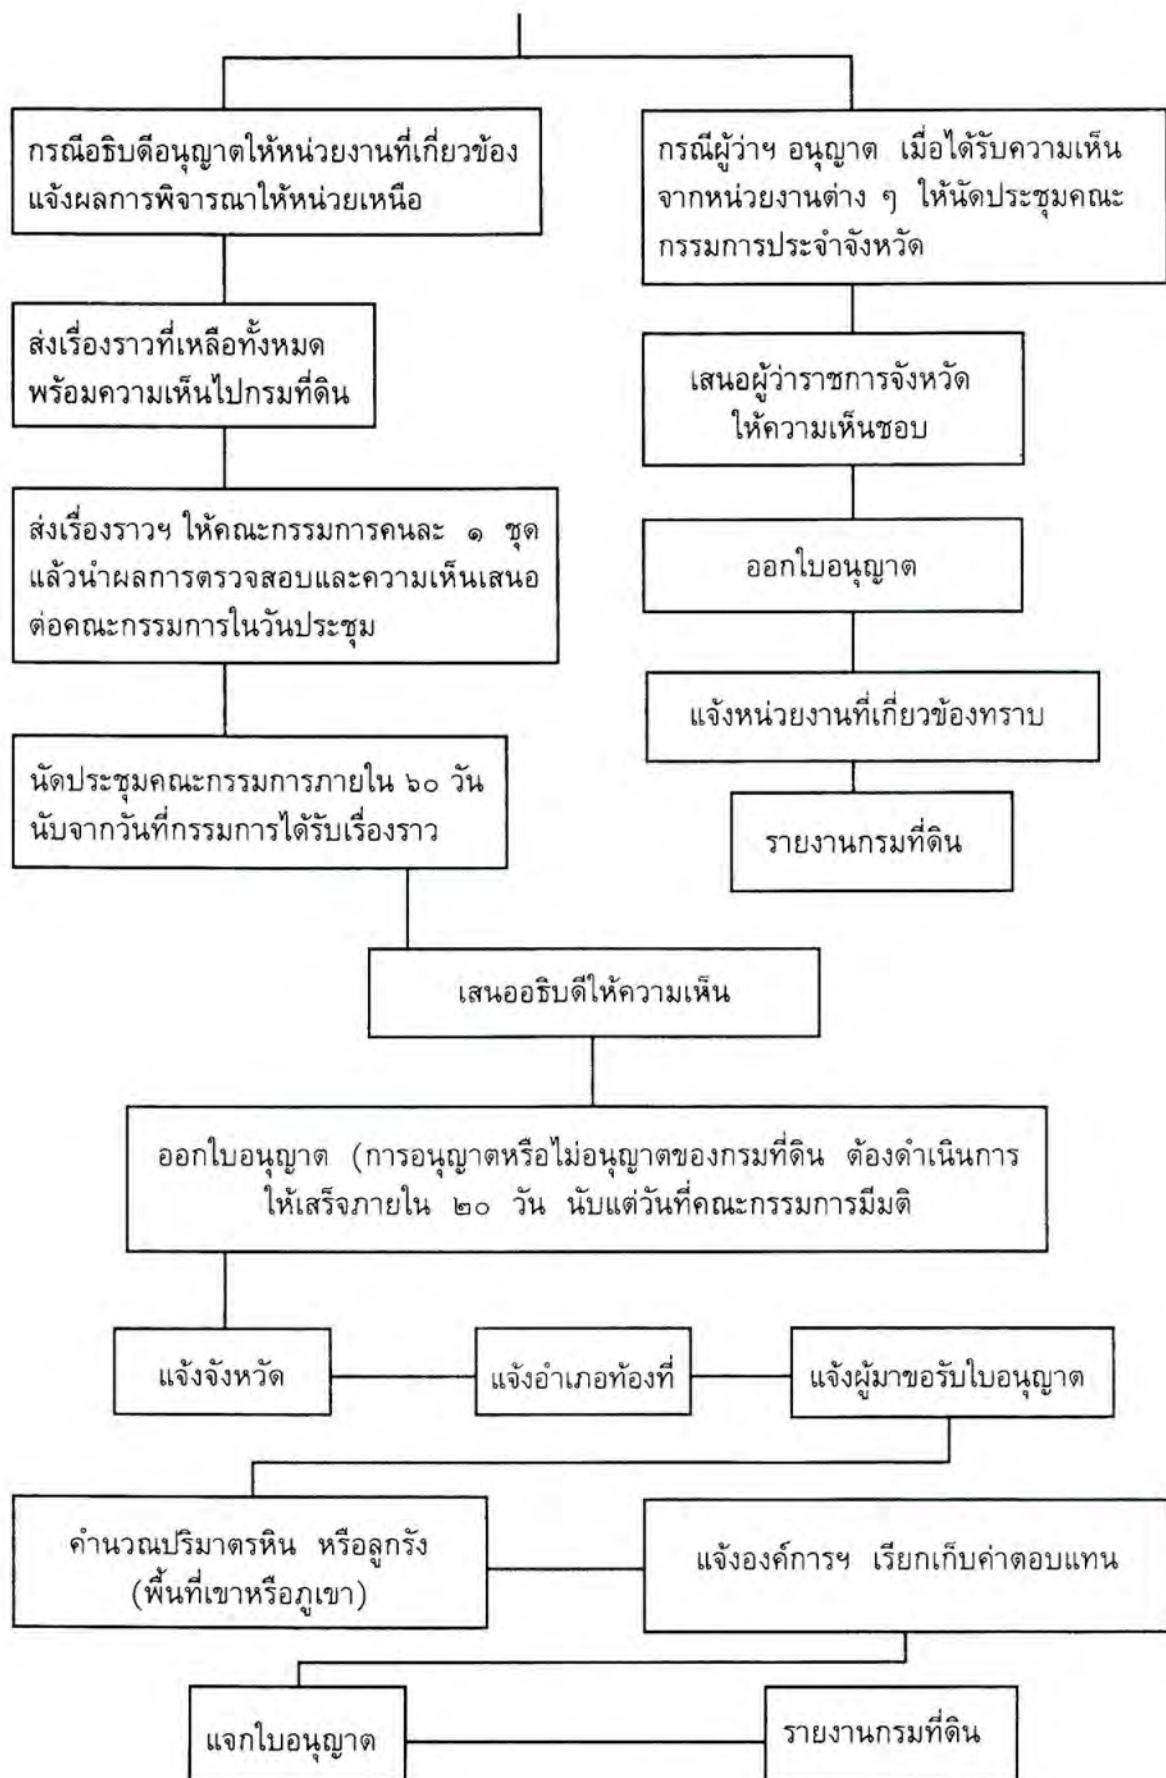 กรณีอธิบดีอนุญาตให้หน่วยงานที่เกี่ยวข้อง
แจ้งผลการพิจารณาให้หน่วยเหนือ
ส่งเรื่องราวที่เหลือทั้งหมด
พร้อมความเห็นไปกรมที่ดิน
ส่งเรื่องราวฯ ให้คณะกรรมการคนละ ๑ ชุด
แล้วนำผลการตรวจสอบและความเห็นเสนอ
ต่อคณะกรรมการในวันประชุม
นัดประชุมคณะกรรมการภายใน ๖๐ วัน
นับจากวันที่กรรมการได้รับเรื่องราว
กรณีผู้ว่าฯ อนุญาต เมื่อได้รับความเห็น
จากหน่วยงานต่าง ๆ ให้นัดประชุมคณะ
กรรมการประจำจังหวัด
เสนอผู้ว่าราชการจังหวัด
ให้ความเห็นชอบ
ออกใบอนุญาต
แจ้งหน่วยงานที่เกี่ยวข้องทราบ
รายงานกรมที่ดิน
เสนออธิบดีให้ความเห็น
ออกใบอนุญาต (การอนุญาตหรือไม่อนุญาตของกรมที่ดิน ต้องดำเนินการ
ให้เสร็จภายใน ๒๐ วัน นับแต่วันที่คณะกรรมการมีมติ
แจ้งจังหวัด
แจ้งอำเภอท้องที่
แจ้งผู้มาขอรับใบอนุญาต
คำนวณปริมาตรหิน หรือลูกรัง
(พื้นที่เขาหรือภูเขา)
แจ้งองค์การฯ เรียกเก็บค่าตอบแทน
แจกใบอนุญาต
รายงานกรมที่ดิน